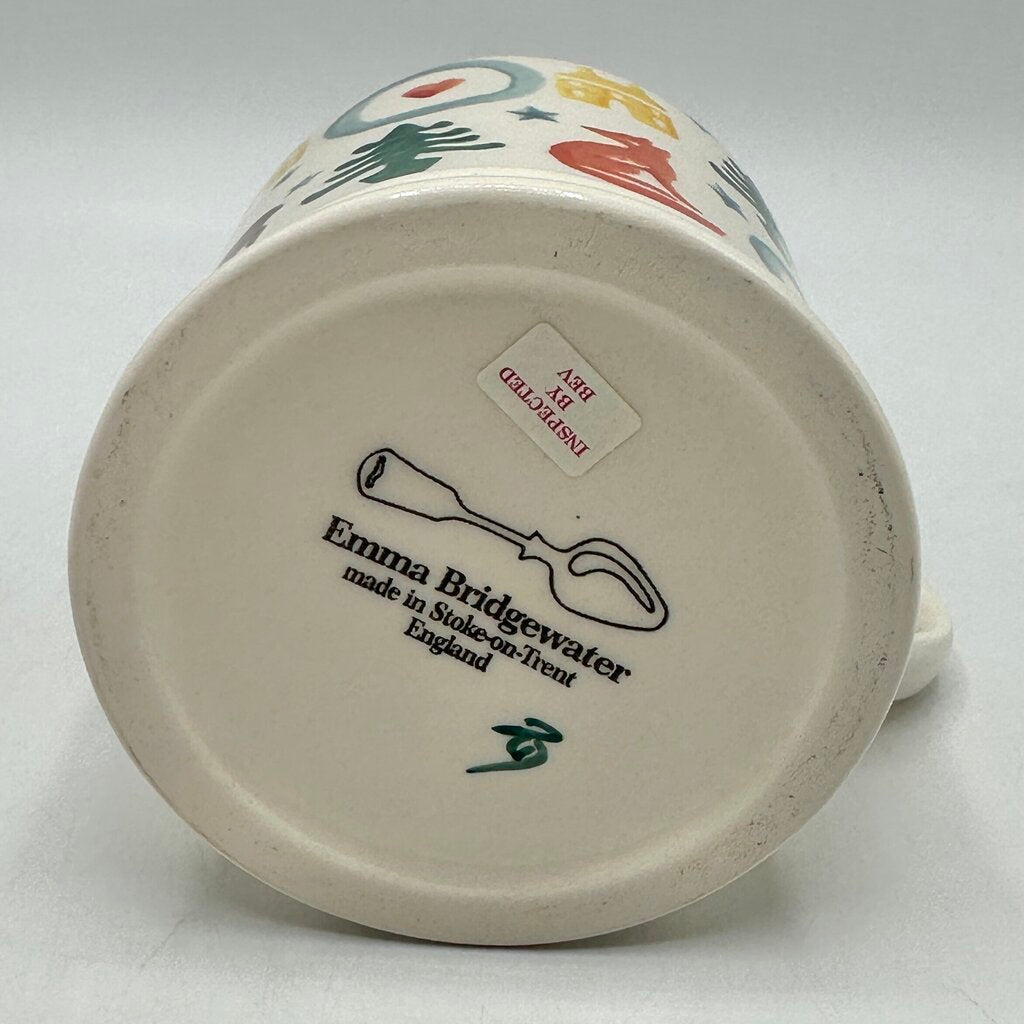 INSPECTED
BY
BEV
Emma Bridgewater
made in Stoke-on-Trent
England